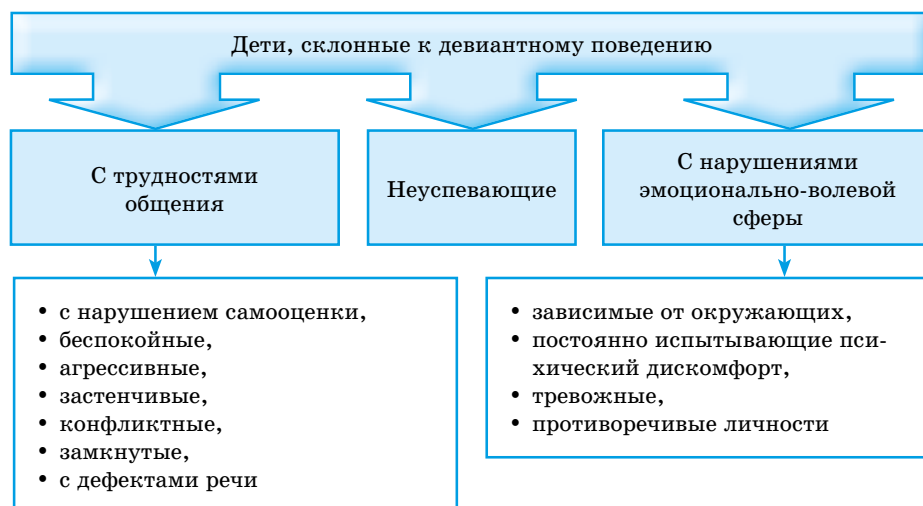 Дети, склонные к девиантному поведению
С трудностями
общения
Неуспевающие
С нарушениями
эмоционально-волевой
сферы
• с нарушением самооценки,
• беспокойные,
• агрессивные,
• застенчивые,
• конфликтные,
• замкнутые,
• с дефектами речи
• зависимые от окружающих,
• постоянно испытывающие пси-
хический дискомфорт,
• тревожные,
• противоречивые личности